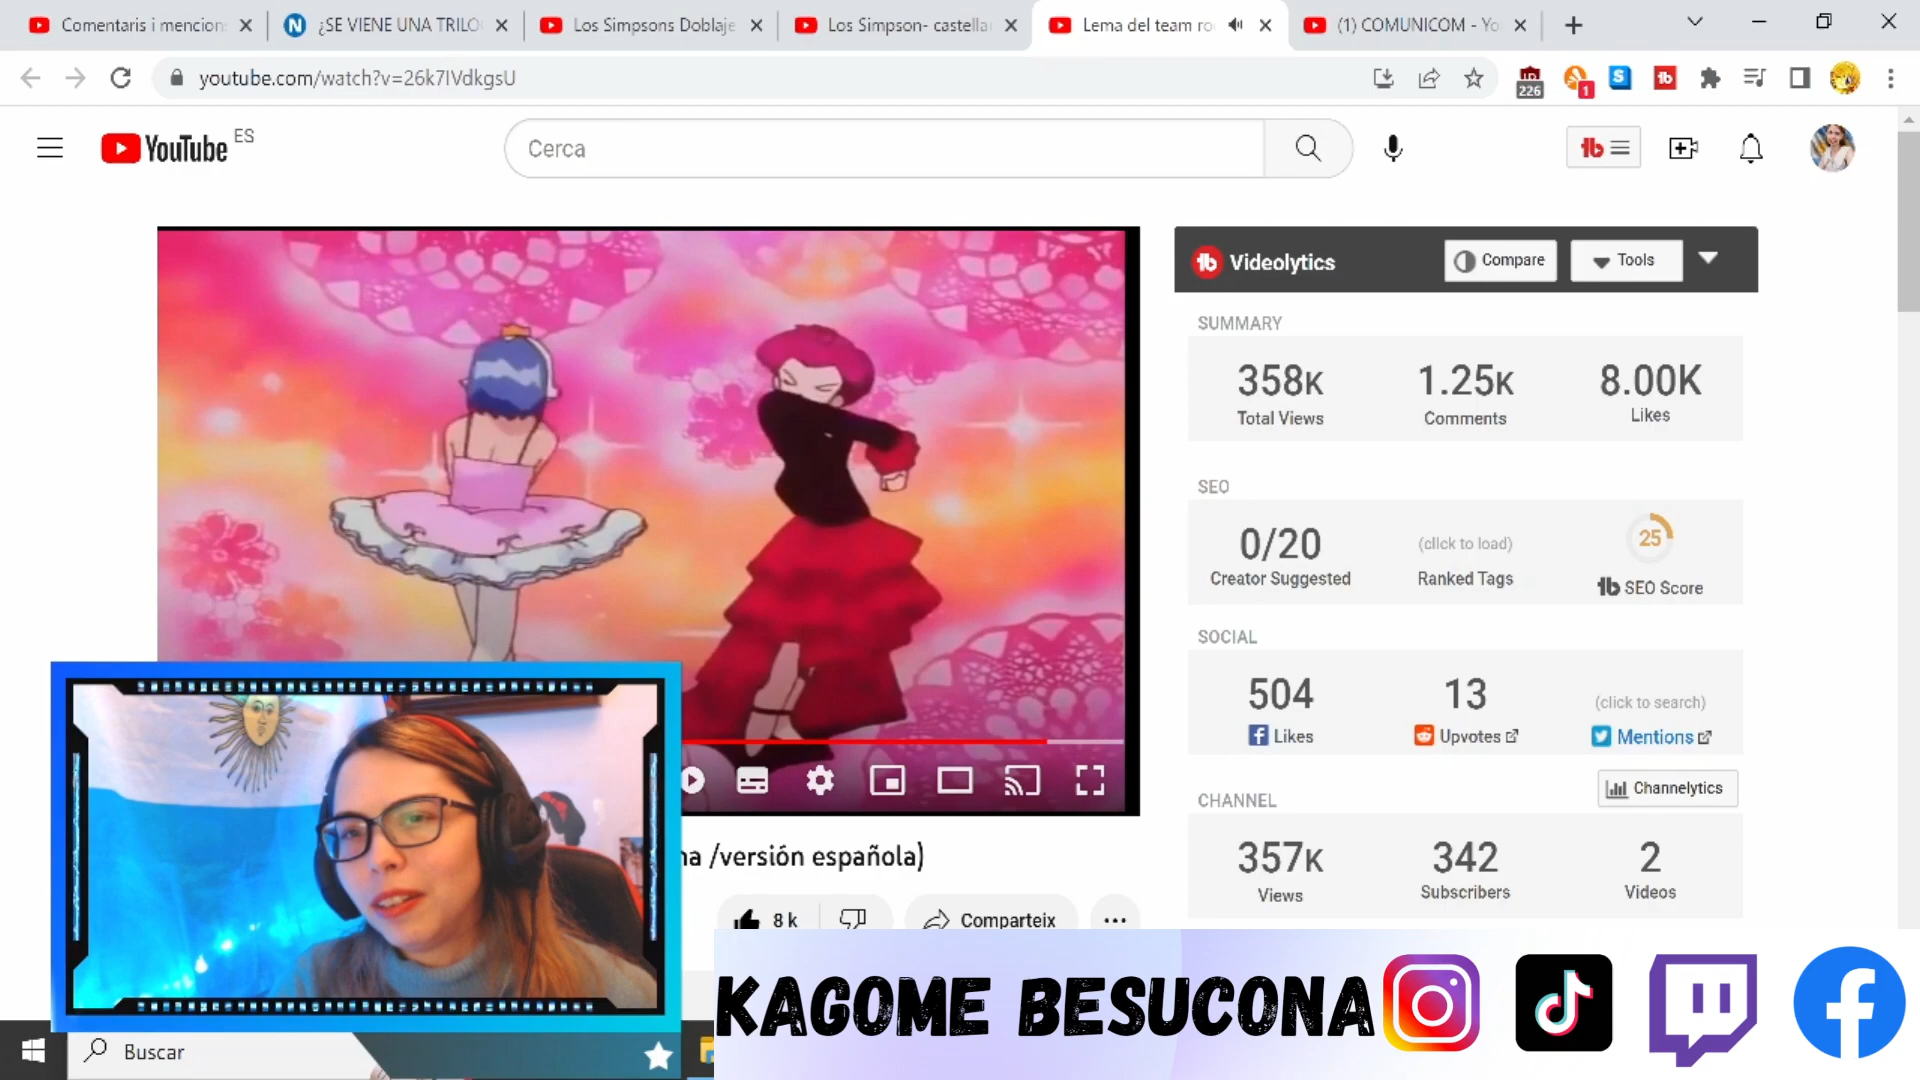 Comentaris i mencion
¿SE VIENE UNA TRILO
Los Simpsons Doblaje
Los Simpson- castella
Lema del team ro
(1) COMUNICOM - Yo
youtube.com/watch?v=26k7IVdkgsU
226
1
YouTube ES
Cerca
Videolytics
Compare
Tools
SUMMARY
358K 1.25K 8.00K
Total Views Comments Likes
SEO
0/20 (click to load) 25
Creator Suggested Ranked Tags SEO Score
SOCIAL
504 13 (click to search)
Likes Upvotes Mentions
CHANNEL
Channelytics
357K 342 2
Views Subscribers Videos
na /versión española)
8 k
Comparteix
KAGOME BESUCONA
Buscar